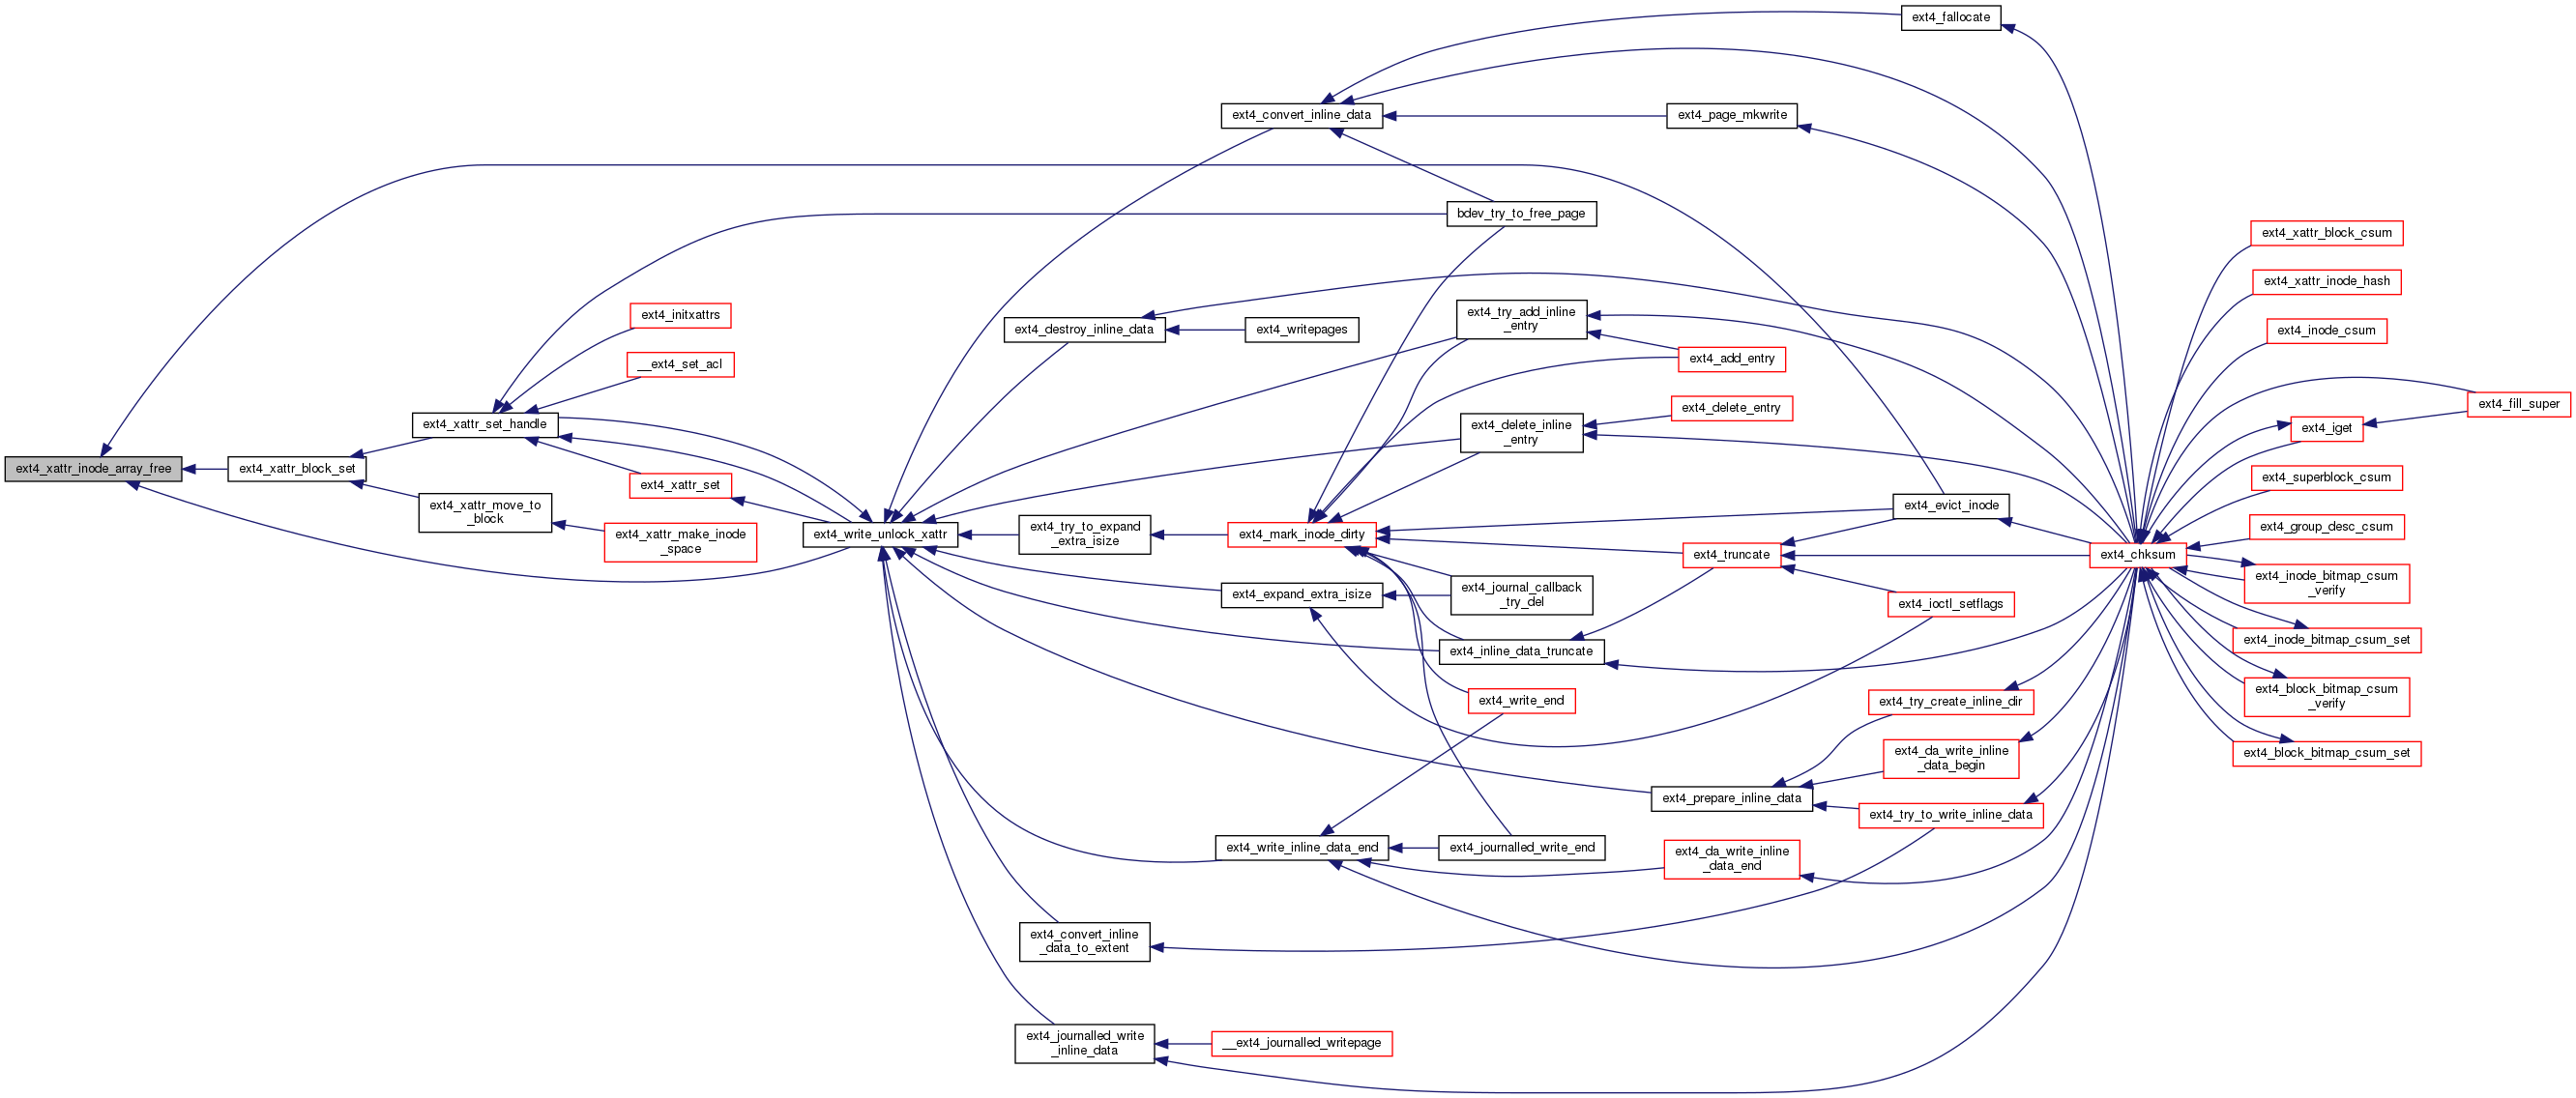 ext4_fallocate
ext4_convert_inline_data
ext4_page_mkwrite
bdev_try_to_free_page
ext4_xattr_block_csum
ext4_xattr_inode_hash
ext4_initxattrs
ext4_destroy_inline_data
ext4_writepages
ext4_try_add_inline
_entry
ext4_inode_csum
__ext4_set_acl
ext4_add_entry
ext4_fill_super
ext4_xattr_set_handle
ext4_delete_inline
_entry
ext4_delete_entry
ext4_iget
ext4_xattr_inode_array_free
ext4_xattr_block_set
ext4_xattr_set
ext4_superblock_csum
ext4_xattr_move_to
_block
ext4_evict_inode
ext4_xattr_make_inode
_space
ext4_write_unlock_xattr
ext4_try_to_expand
_extra_isize
ext4_mark_inode_dirty
ext4_group_desc_csum
ext4_truncate
ext4_chksum
ext4_inode_bitmap_csum
_verify
ext4_expand_extra_isize
ext4_journal_callback
_try_del
ext4_ioctl_setflags
ext4_inline_data_truncate
ext4_inode_bitmap_csum_set
ext4_write_end
ext4_try_create_inline_dir
ext4_block_bitmap_csum
_verify
ext4_da_write_inline
_data_begin
ext4_block_bitmap_csum_set
ext4_prepare_inline_data
ext4_try_to_write_inline_data
ext4_write_inline_data_end
ext4_journalled_write_end
ext4_da_write_inline
_data_end
ext4_convert_inline
_data_to_extent
ext4_journalled_write
_inline_data
__ext4_journalled_writepage